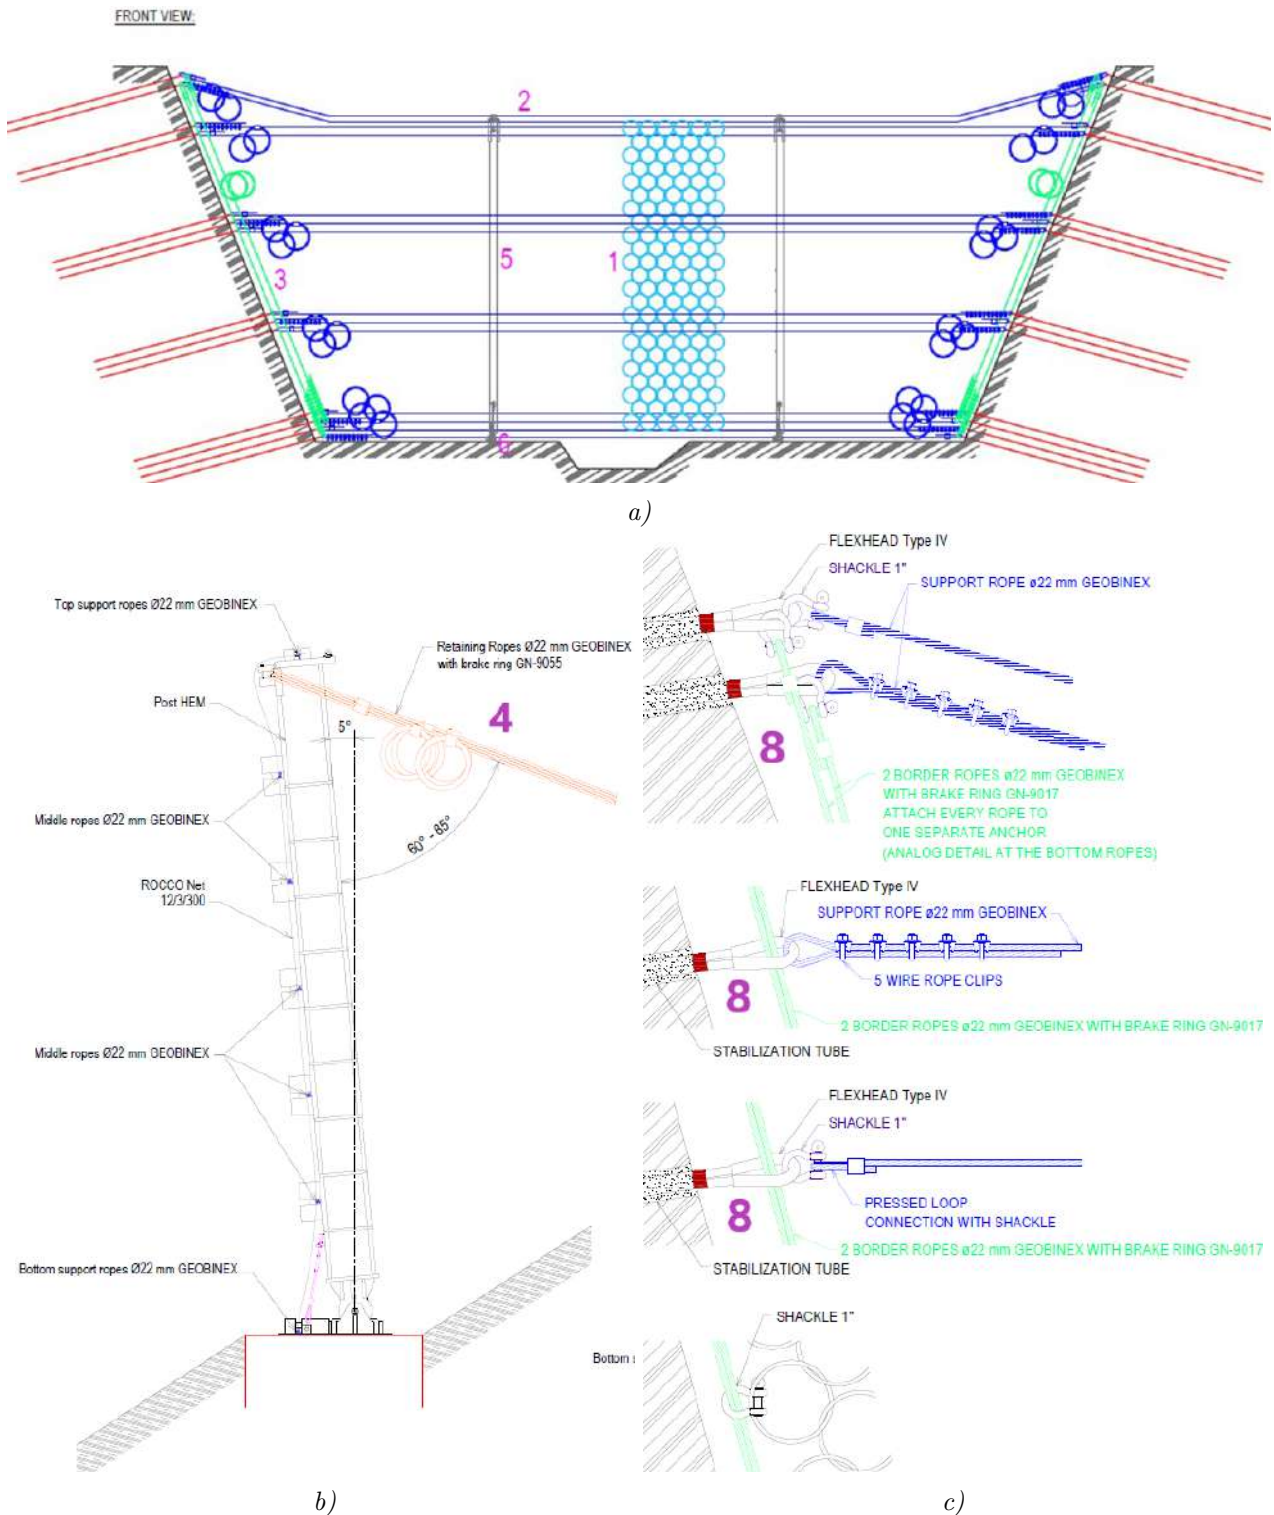 FRONT VIEW:
2
5
1
3
6
a)
Top support ropes Ø22 mm GEOBINEX
Retaining Ropes Ø22 mm GEOBINEX
with brake ring GN-9055
4
Post HEM
5°
Middle ropes Ø22 mm GEOBINEX
60° - 85°
ROCCO Net
12/3/300
Middle ropes Ø22 mm GEOBINEX
Bottom support ropes Ø22 mm GEOBINEX
b)
FLEXHEAD Type IV
SHACKLE 1"
SUPPORT ROPE ø22 mm GEOBINEX
8
2 BORDER ROPES ø22 mm GEOBINEX
WITH BRAKE RING GN-9017
ATTACH EVERY ROPE TO
ONE SEPARATE ANCHOR
(ANALOG DETAIL AT THE BOTTOM ROPES)
FLEXHEAD Type IV
SUPPORT ROPE ø22 mm GEOBINEX
8
5 WIRE ROPE CLIPS
2 BORDER ROPES ø22 mm GEOBINEX WITH BRAKE RING GN-9017
STABILIZATION TUBE
FLEXHEAD Type IV
SHACKLE 1"
8
PRESSED LOOP
CONNECTION WITH SHACKLE
2 BORDER ROPES ø22 mm GEOBINEX WITH BRAKE RING GN-9017
STABILIZATION TUBE
SHACKLE 1"
Bottom
c)